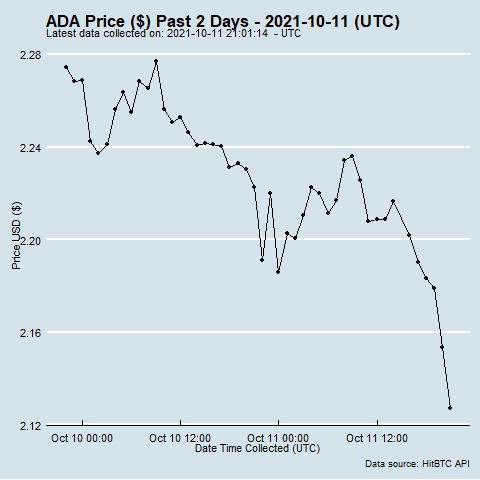 ADA Price ($) Past 2 Days - 2021-10-11 (UTC)
Latest data collected on: 2021-10-11 21:01:14 - UTC
2.28
2.24
2.20
2.16
2.12
Price USD ($)
Oct 10 00:00 Oct 10 12:00 Oct 11 00:00 Oct 11 12:00
Date Time Collected (UTC)
Data source: HitBTC API